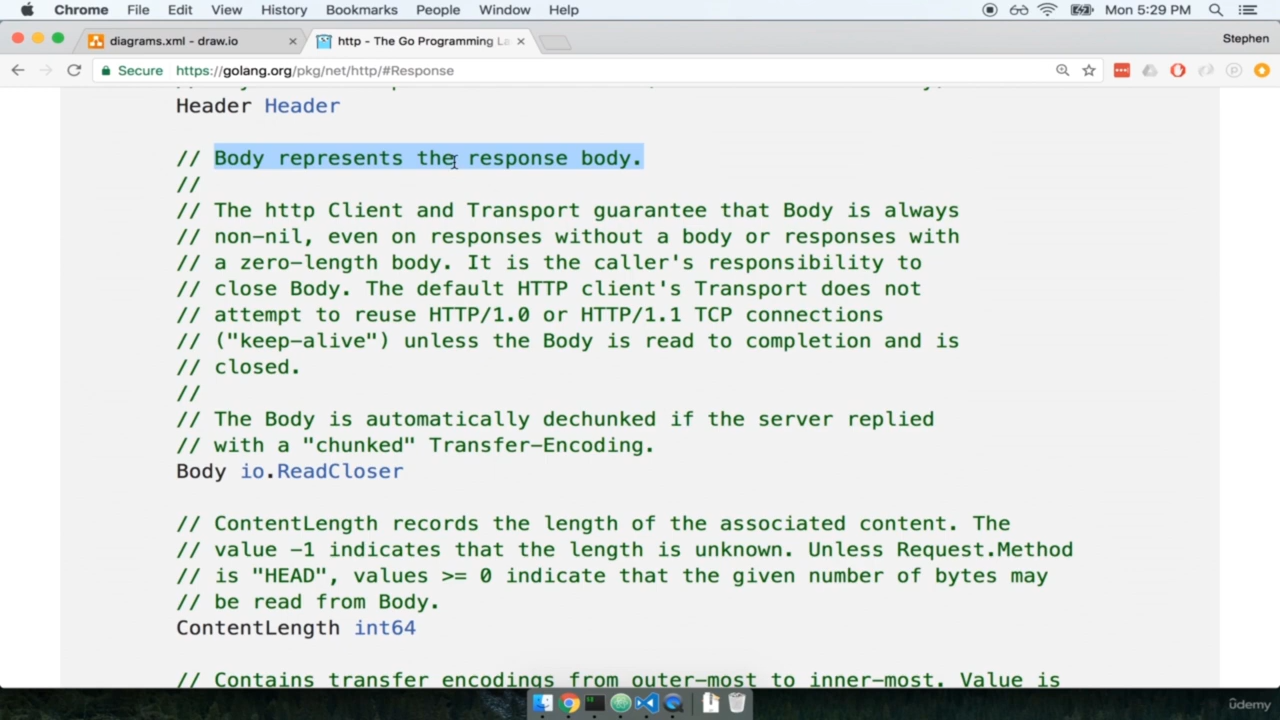 Chrome File Edit View History Bookmarks People Window Help Mon 5:29 PM
diagrams.xml - draw.io × http - The Go Programming La × Stephen
Secure https://golang.org/pkg/net/http/#Response
Header Header
// Body represents the response body.
//
// The http Client and Transport guarantee that Body is always
// non-nil, even on responses without a body or responses with
// a zero-length body. It is the caller's responsibility to
// close Body. The default HTTP client's Transport does not
// attempt to reuse HTTP/1.0 or HTTP/1.1 TCP connections
// ("keep-alive") unless the Body is read to completion and is
// closed.
//
// The Body is automatically dechunked if the server replied
// with a "chunked" Transfer-Encoding.
Body io.ReadCloser
// ContentLength records the length of the associated content. The
// value -1 indicates that the length is unknown. Unless Request.Method
// is "HEAD", values >= 0 indicate that the given number of bytes may
// be read from Body.
ContentLength int64
// Contains transfer encodings from outer-most to inner-most. Value is
ûdemy